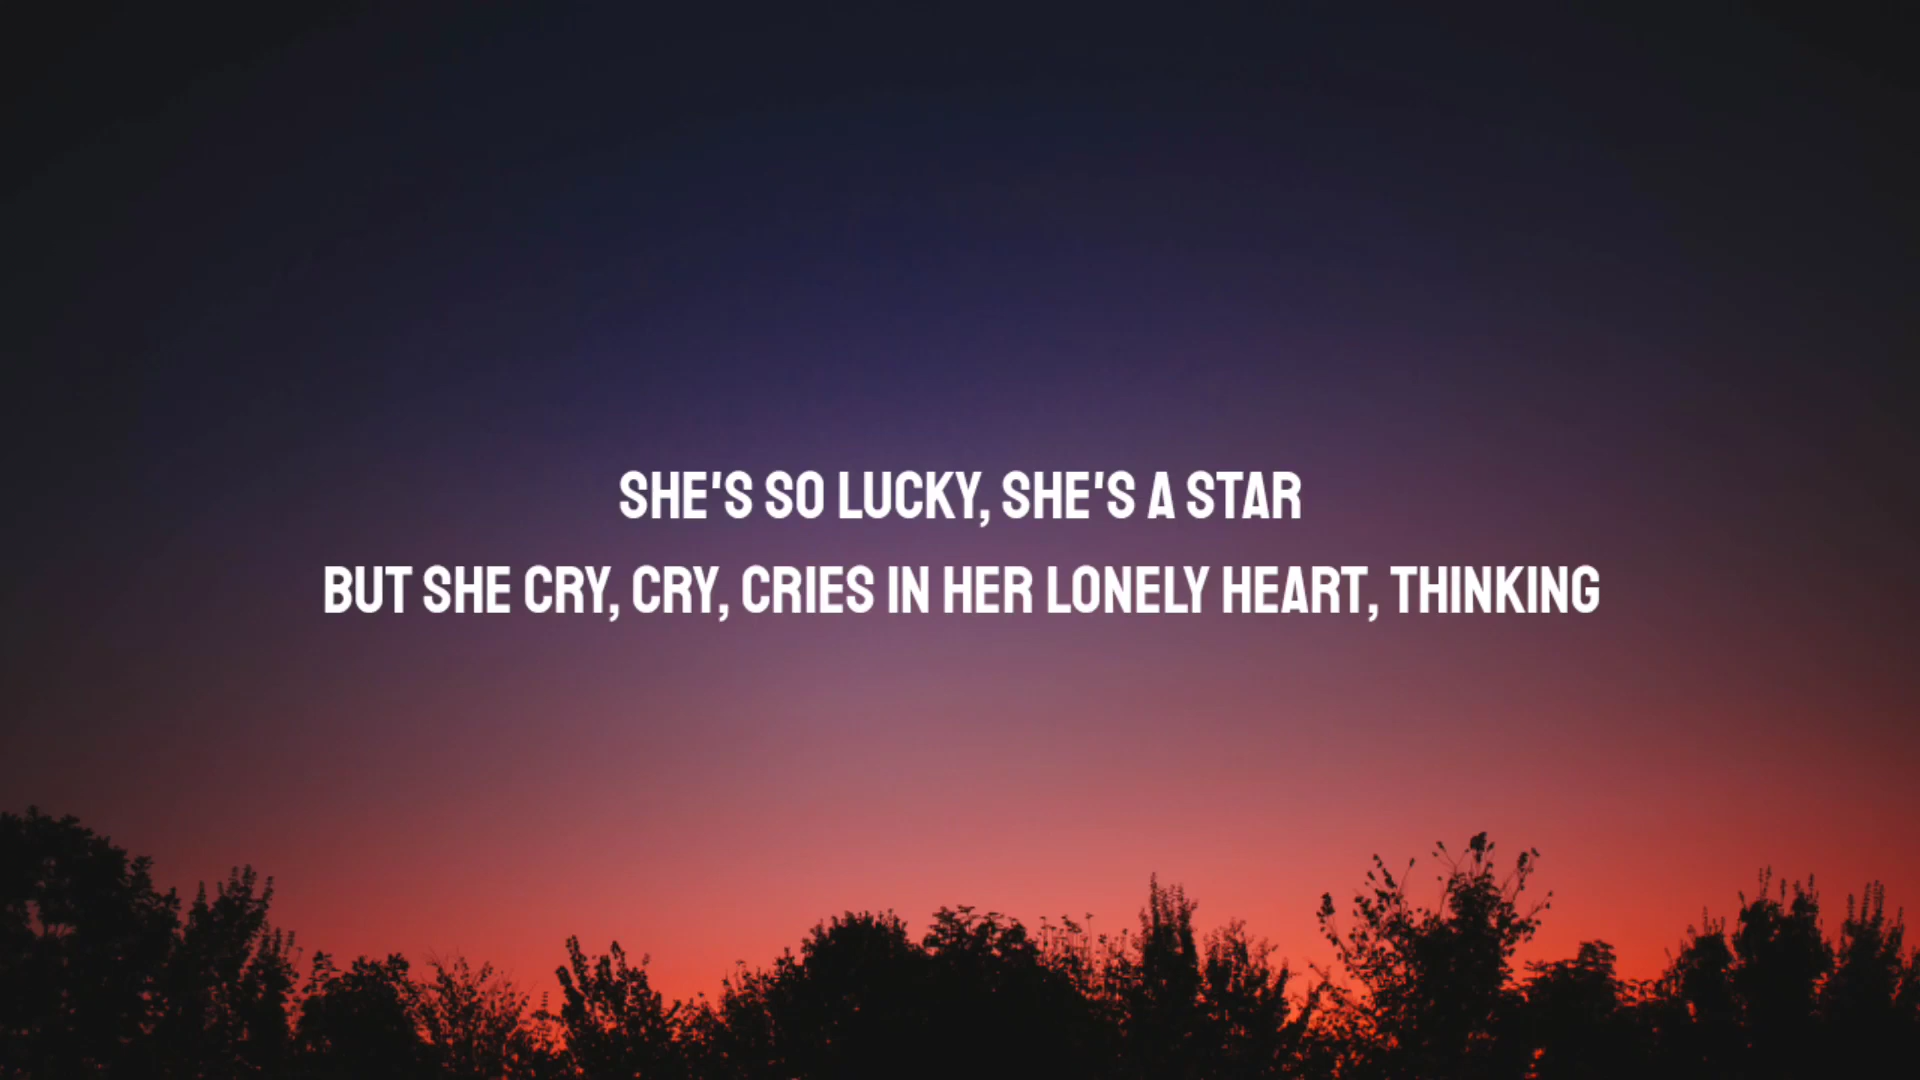 SHE'S SO LUCKY, SHE'S A STAR
BUT SHE CRY, CRY, CRIES IN HER LONELY HEART, THINKING